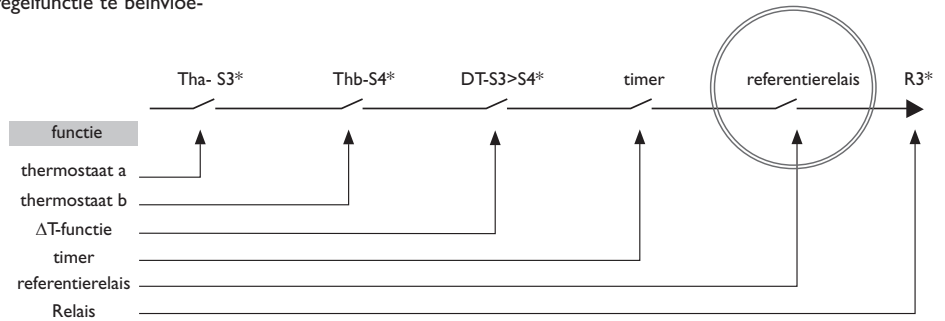 regelfunctie te beïnvloe-
Tha- S3* Thb-S4* DT-S3>S4* timer referentierelais R3*
functie
thermostaat a
thermostaat b
∆T-functie
timer
referentierelais
Relais